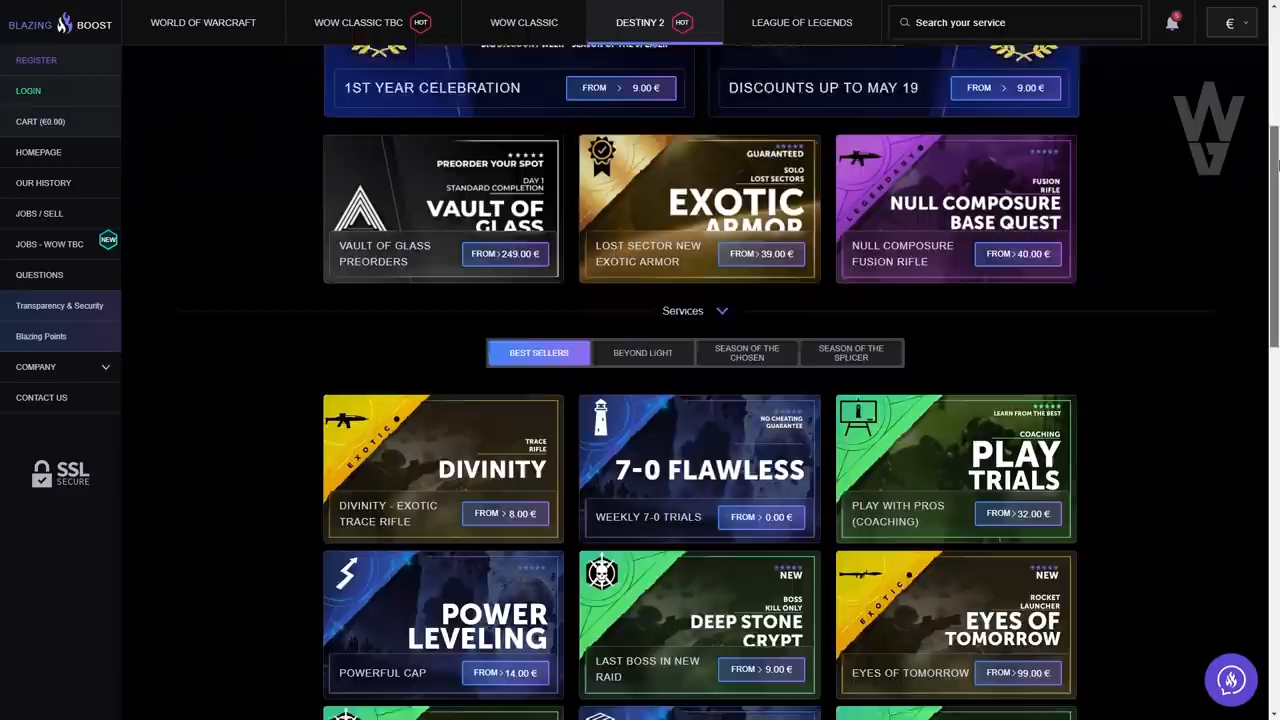 BLAZING BOOST
WORLD OF WARCRAFT
WOW CLASSIC TBC
HOT
WOW CLASSIC
DESTINY 2
HOT
LEAGUE OF LEGENDS
Search your service
€
REGISTER
LOGIN
CART (€0.00)
HOMEPAGE
OUR HISTORY
JOBS / SELL
JOBS - WOW TBC
NEW
QUESTIONS
Transparency & Security
Blazing Points
COMPANY
CONTACT US
SSL
SECURE
1ST YEAR CELEBRATION
FROM > 9.00 €
DISCOUNTS UP TO MAY 19
FROM > 9.00 €
PREORDER YOUR SPOT
DAY 1
STANDARD COMPLETION
VAULT OF
GLASS
VAULT OF GLASS
PREORDERS
FROM > 249.00 €
GUARANTEED
SOLO
LOST SECTORS
EXOTIC
ARMOR
LOST SECTOR NEW
EXOTIC ARMOR
FROM > 39.00 €
LEGENDARY
FUSION
RIFLE
NULL COMPOSURE
BASE QUEST
NULL COMPOSURE
FUSION RIFLE
FROM > 40.00 €
Services
BEST SELLERS
BEYOND LIGHT
SEASON OF THE
CHOSEN
SEASON OF THE
SPLICER
EXOTIC
TRACE
RIFLE
DIVINITY
DIVINITY - EXOTIC
TRACE RIFLE
FROM > 8.00 €
NO CHEATING
GUARANTEE
7-0 FLAWLESS
WEEKLY 7-0 TRIALS
FROM > 0.00 €
LEARN FROM THE BEST
COACHING
PLAY
TRIALS
PLAY WITH PROS
(COACHING)
FROM > 32.00 €
POWER
LEVELING
POWERFUL CAP
FROM > 14.00 €
NEW
BOSS
KILL ONLY
DEEP STONE
CRYPT
LAST BOSS IN NEW
RAID
FROM > 9.00 €
EXOTIC
NEW
ROCKET
LAUNCHER
EYES OF
TOMORROW
EYES OF TOMORROW
FROM > 99.00 €